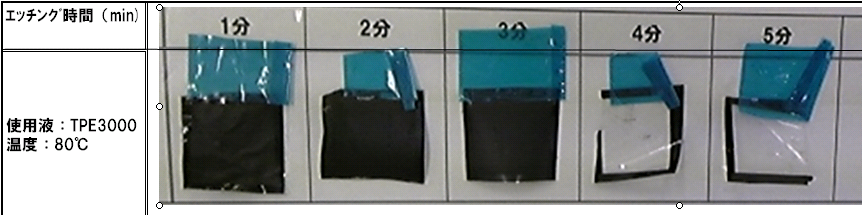 エッチング時間（min）
1分
2分
3分
4分
5分
使用液：TPE3000
温度：80℃